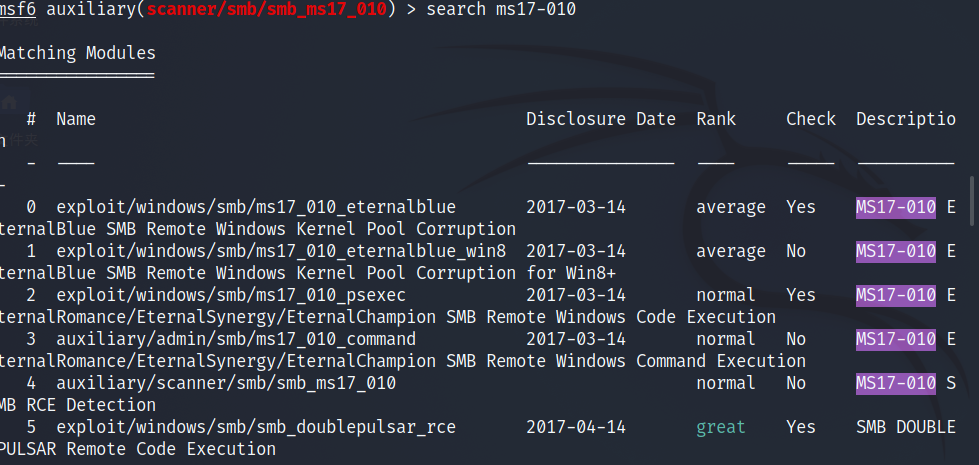 msf6 auxiliary(scanner/smb/smb_ms17_010) > search ms17-010
Matching Modules
================
# Name Disclosure Date Rank Check Descriptio
n
- ---- --------------- ---- ----- ----------
-
0 exploit/windows/smb/ms17_010_eternalblue 2017-03-14 average Yes MS17-010 E
ternalBlue SMB Remote Windows Kernel Pool Corruption
1 exploit/windows/smb/ms17_010_eternalblue_win8 2017-03-14 average No MS17-010 E
ternalBlue SMB Remote Windows Kernel Pool Corruption for Win8+
2 exploit/windows/smb/ms17_010_psexec 2017-03-14 normal Yes MS17-010 E
ternalRomance/EternalSynergy/EternalChampion SMB Remote Windows Code Execution
3 auxiliary/admin/smb/ms17_010_command 2017-03-14 normal No MS17-010 E
ternalRomance/EternalSynergy/EternalChampion SMB Remote Windows Command Execution
4 auxiliary/scanner/smb/smb_ms17_010 normal No MS17-010 S
MB RCE Detection
5 exploit/windows/smb/smb_doublepulsar_rce 2017-04-14 great Yes SMB DOUBLE
PULSAR Remote Code Execution